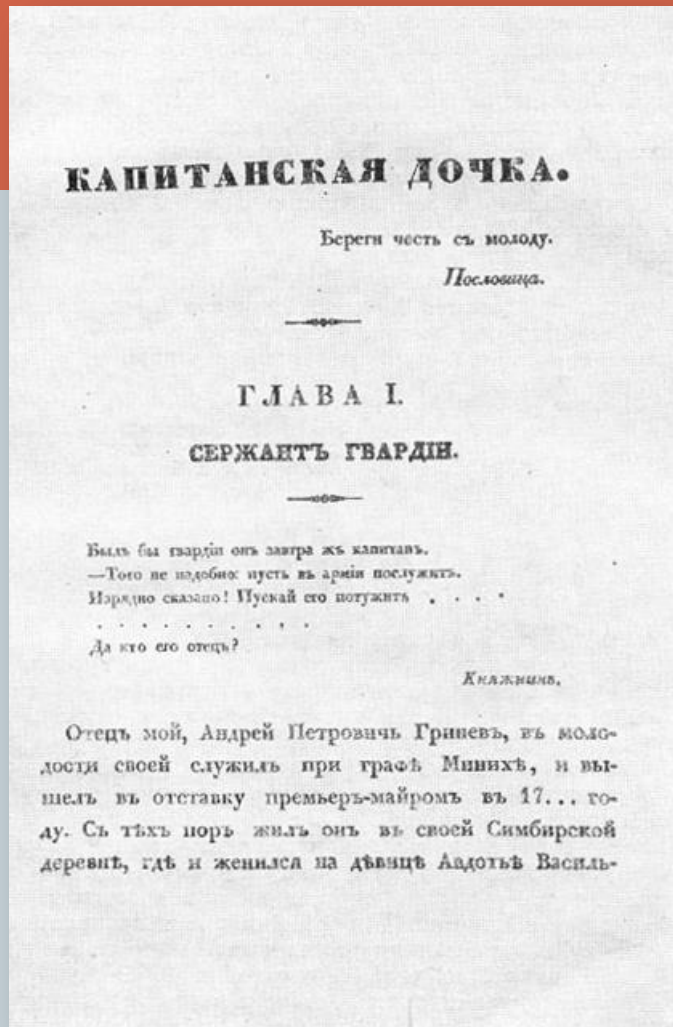 КАПИТАНСКАЯ ДОЧКА.
Береги честь съ молоду.
Пословица.
ГЛАВА I.
СЕРЖАНТЪ ГВАРДІИ.
Былъ бы гвардіи онъ завтра жъ капитанъ.
—Того не надобно: пусть въ арміи послужитъ.
Изрядно сказано! Пускай его потужитъ . . . .
. . . . . . . . . .
Да кто его отецъ?
Княжнинъ.
Отецъ мой, Андрей Петровичь Гриневъ, въ моло-
дости своей служилъ при графѣ Минихѣ, и вы-
шелъ въ отставку премьеръ-маіромъ въ 17... го-
ду. Съ тѣхъ поръ жилъ онъ въ своей Симбирской
деревнѣ, гдѣ и женился на дѣвицѣ Авдотьѣ Василь-